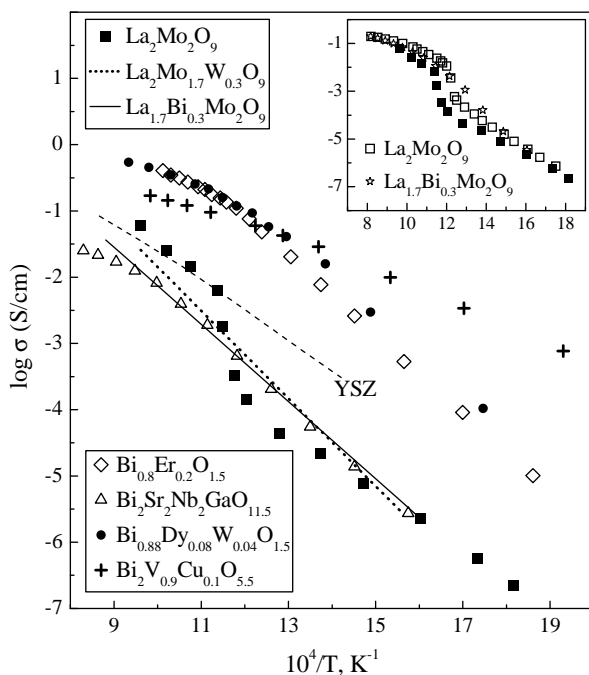 La₂Mo₂O₉
La₂Mo₁.₇W₀.₃O₉
La₁.₇Bi₀.₃Mo₂O₉
-1
-3
-5
-7
La₂Mo₂O₉
La₁.₇Bi₀.₃Mo₂O₉
8 10 12 14 16 18
1
0
-1
-2
-3
-4
-5
-6
-7
log σ (S/cm)
YSZ
Bi₀.₈Er₀.₂O₁.₅
Bi₂Sr₂Nb₂GaO₁₁.₅
Bi₀.₈₈Dy₀.₀₈W₀.₀₄O₁.₅
Bi₂V₀.₉Cu₀.₁O₅.₅
9 11 13 15 17 19
10⁴/T, K⁻¹